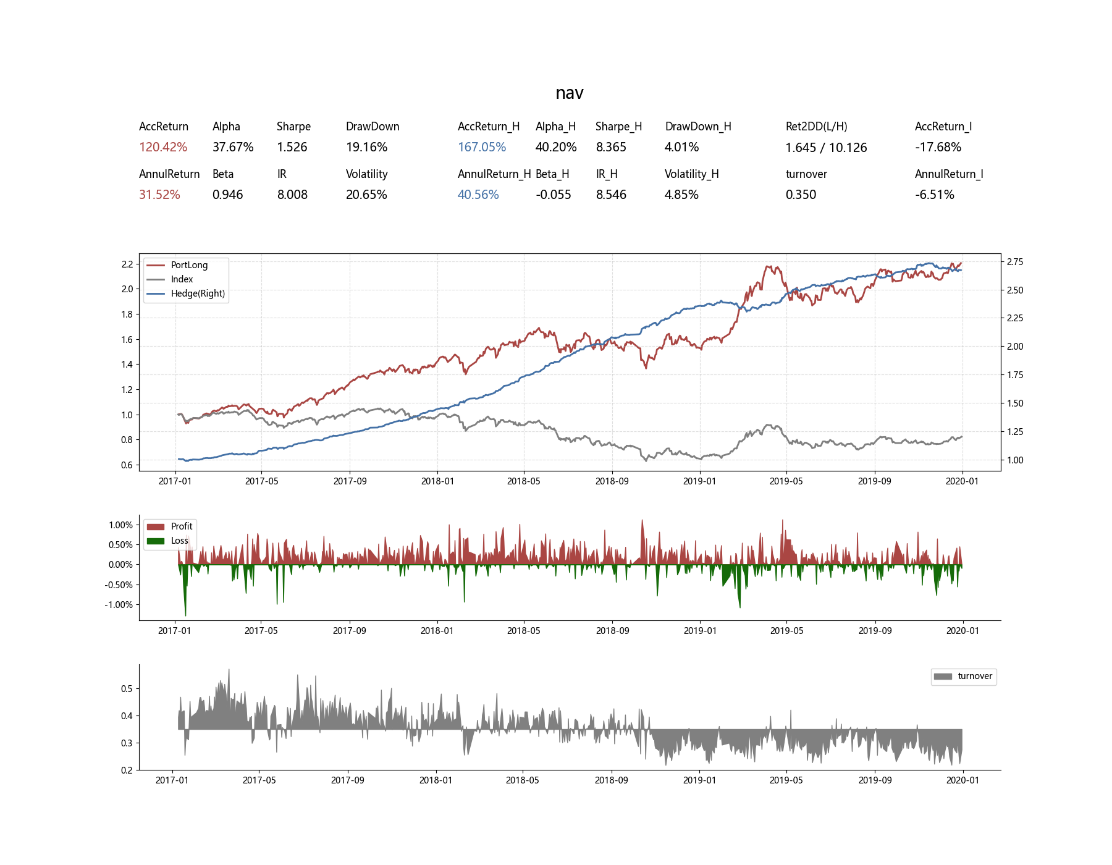 nav
AccReturn Alpha Sharpe DrawDown AccReturn_H Alpha_H Sharpe_H DrawDown_H Ret2DD(L/H) AccReturn_I
120.42% 37.67% 1.526 19.16% 167.05% 40.20% 8.365 4.01% 1.645 / 10.126 -17.68%
AnnulReturn Beta IR Volatility AnnulReturn_H Beta_H IR_H Volatility_H turnover AnnulReturn_I
31.52% 0.946 8.008 20.65% 40.56% -0.055 8.546 4.85% 0.350 -6.51%
PortLong
Index
Hedge(Right)
2.2
2.0
1.8
1.6
1.4
1.2
1.0
0.8
0.6
2.75
2.50
2.25
2.00
1.75
1.50
1.25
1.00
2017-01 2017-05 2017-09 2018-01 2018-05 2018-09 2019-01 2019-05 2019-09 2020-01
Profit
Loss
1.00%
0.50%
0.00%
-0.50%
-1.00%
2017-01 2017-05 2017-09 2018-01 2018-05 2018-09 2019-01 2019-05 2019-09 2020-01
turnover
0.5
0.4
0.3
0.2
2017-01 2017-05 2017-09 2018-01 2018-05 2018-09 2019-01 2019-05 2019-09 2020-01